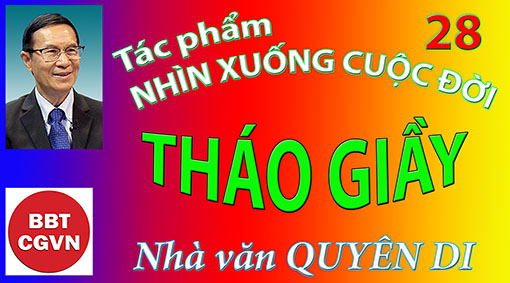 Tác phẩm
28
NHÌN XUỐNG CUỘC ĐỜI
THÁO GIẦY
BBT
CGVN
Nhà văn QUYÊN DI